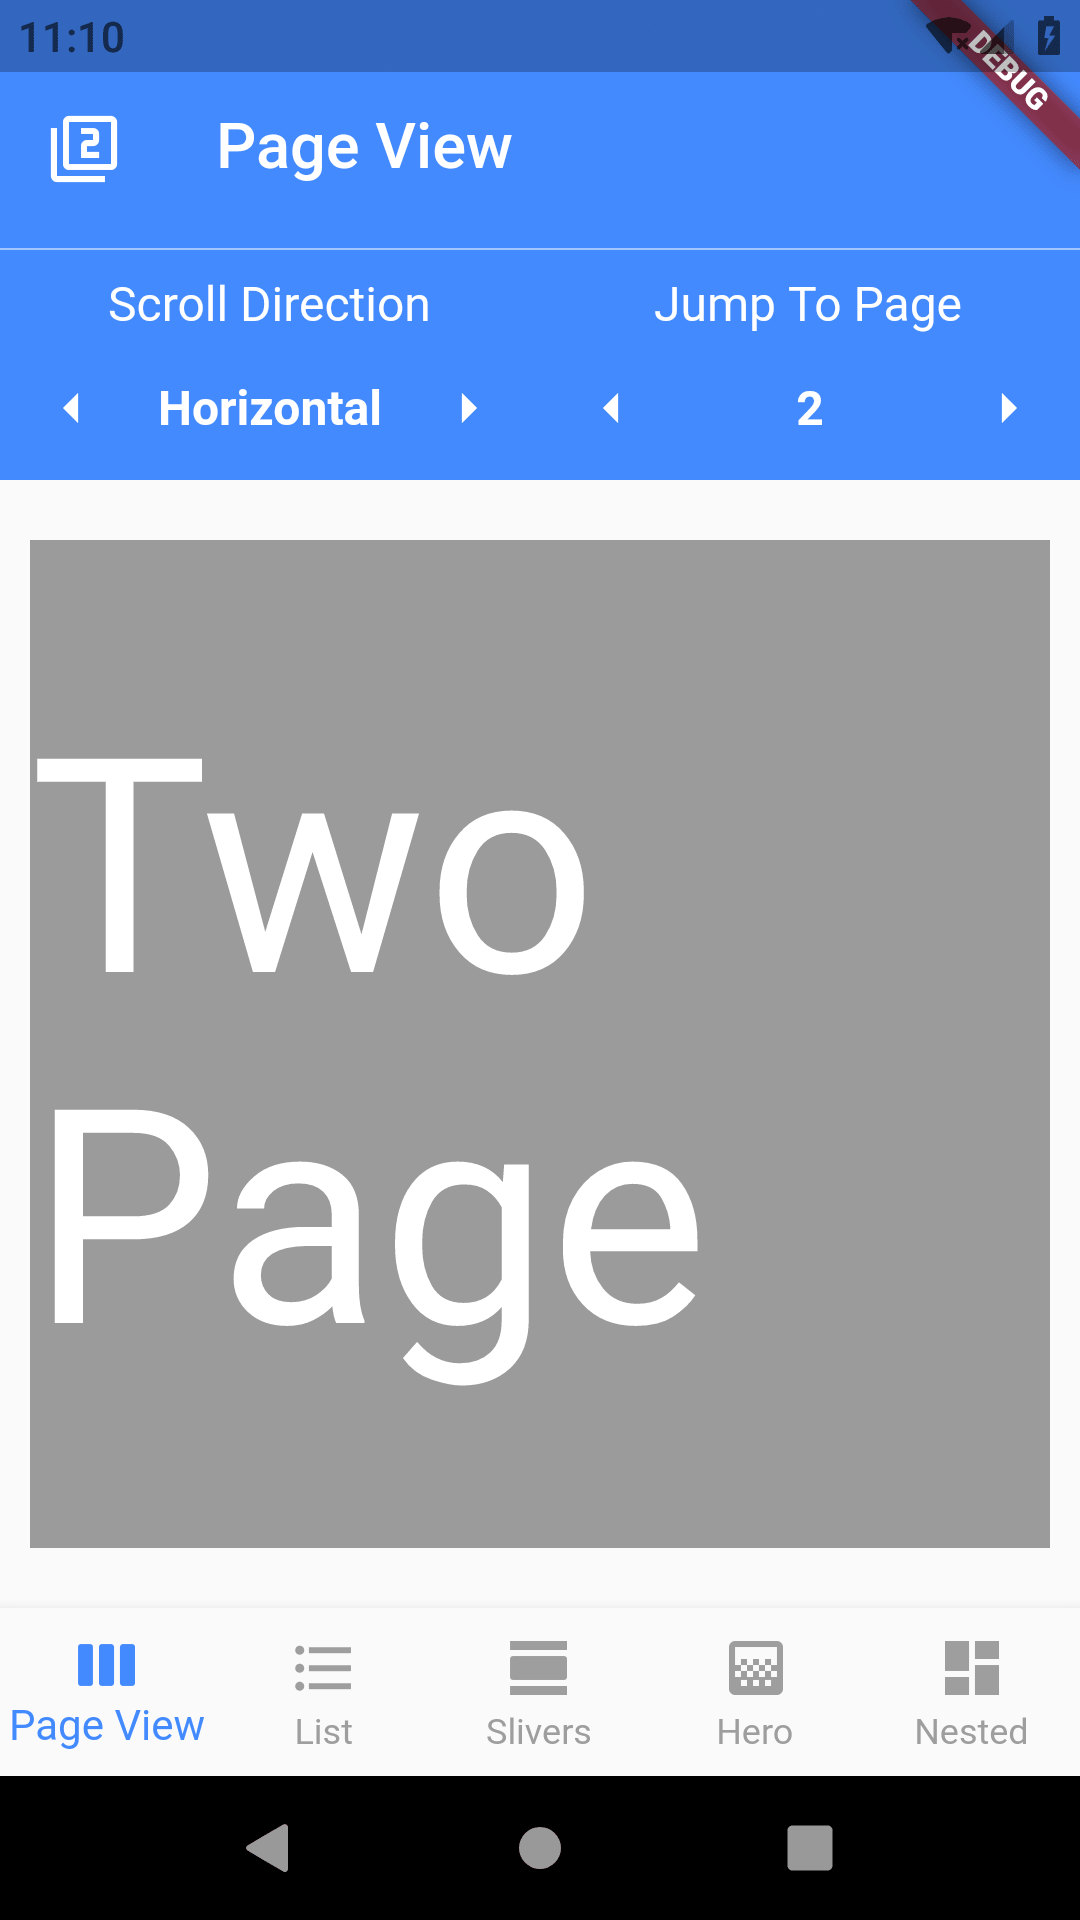 11:10
DEBUG
2
Page View
Scroll Direction
Jump To Page
Horizontal
2
Two
Page
Page View
List
Slivers
Hero
Nested